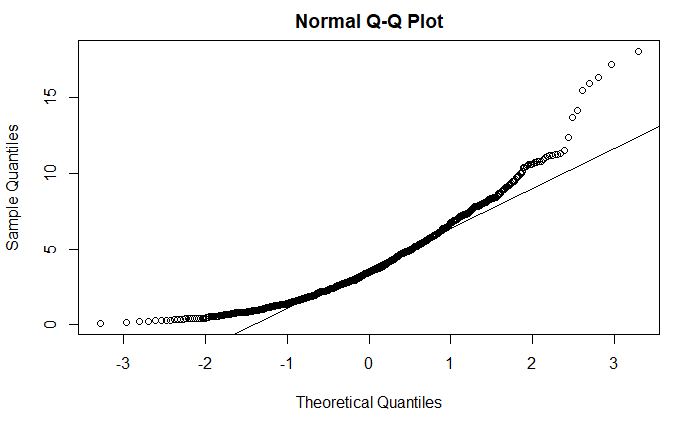 Normal Q-Q Plot
15
10
5
0
Sample Quantiles
-3 -2 -1 0 1 2 3
Theoretical Quantiles